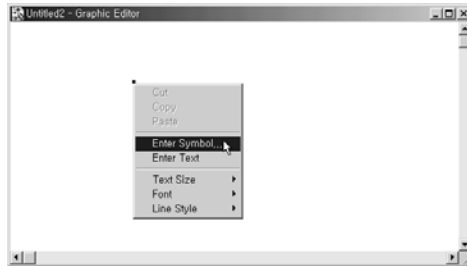 Untitled2 - Graphic Editor
Cut
Copy
Paste
Enter Symbol...
Enter Text
Text Size
Font
Line Style